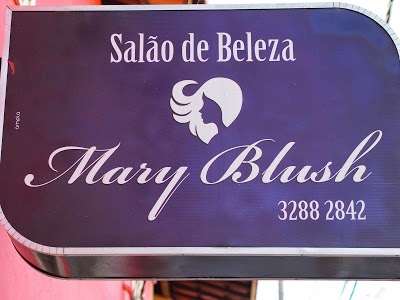 Salão de Beleza
Mary Blush
3288 2842